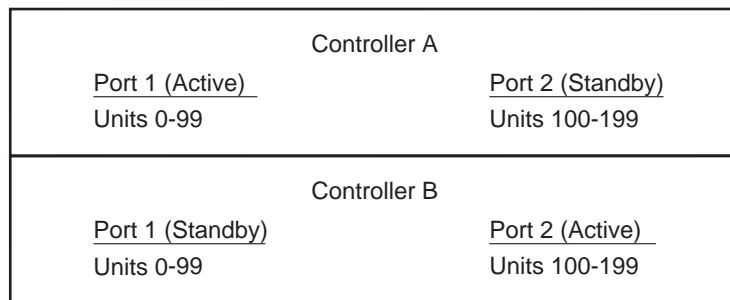 Controller A
Port 1 (Active) Port 2 (Standby)
Units 0-99 Units 100-199
Controller B
Port 1 (Standby) Port 2 (Active)
Units 0-99 Units 100-199